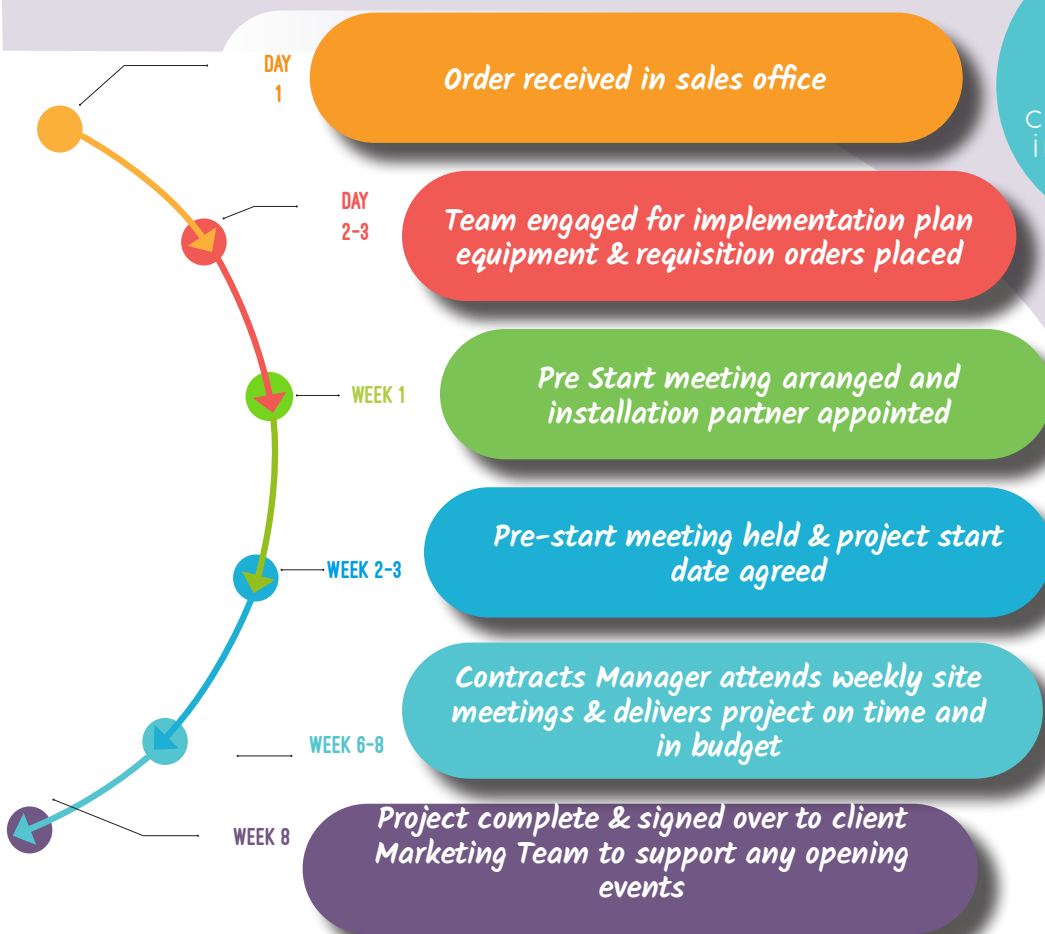 DAY
1
Order received in sales office
DAY
2-3
Team engaged for implementation plan
equipment & requisition orders placed
WEEK 1
Pre Start meeting arranged and
installation partner appointed
WEEK 2-3
Pre-start meeting held & project start
date agreed
WEEK 6-8
Contracts Manager attends weekly site
meetings & delivers project on time and
in budget
WEEK 8
Project complete & signed over to client
Marketing Team to support any opening
events